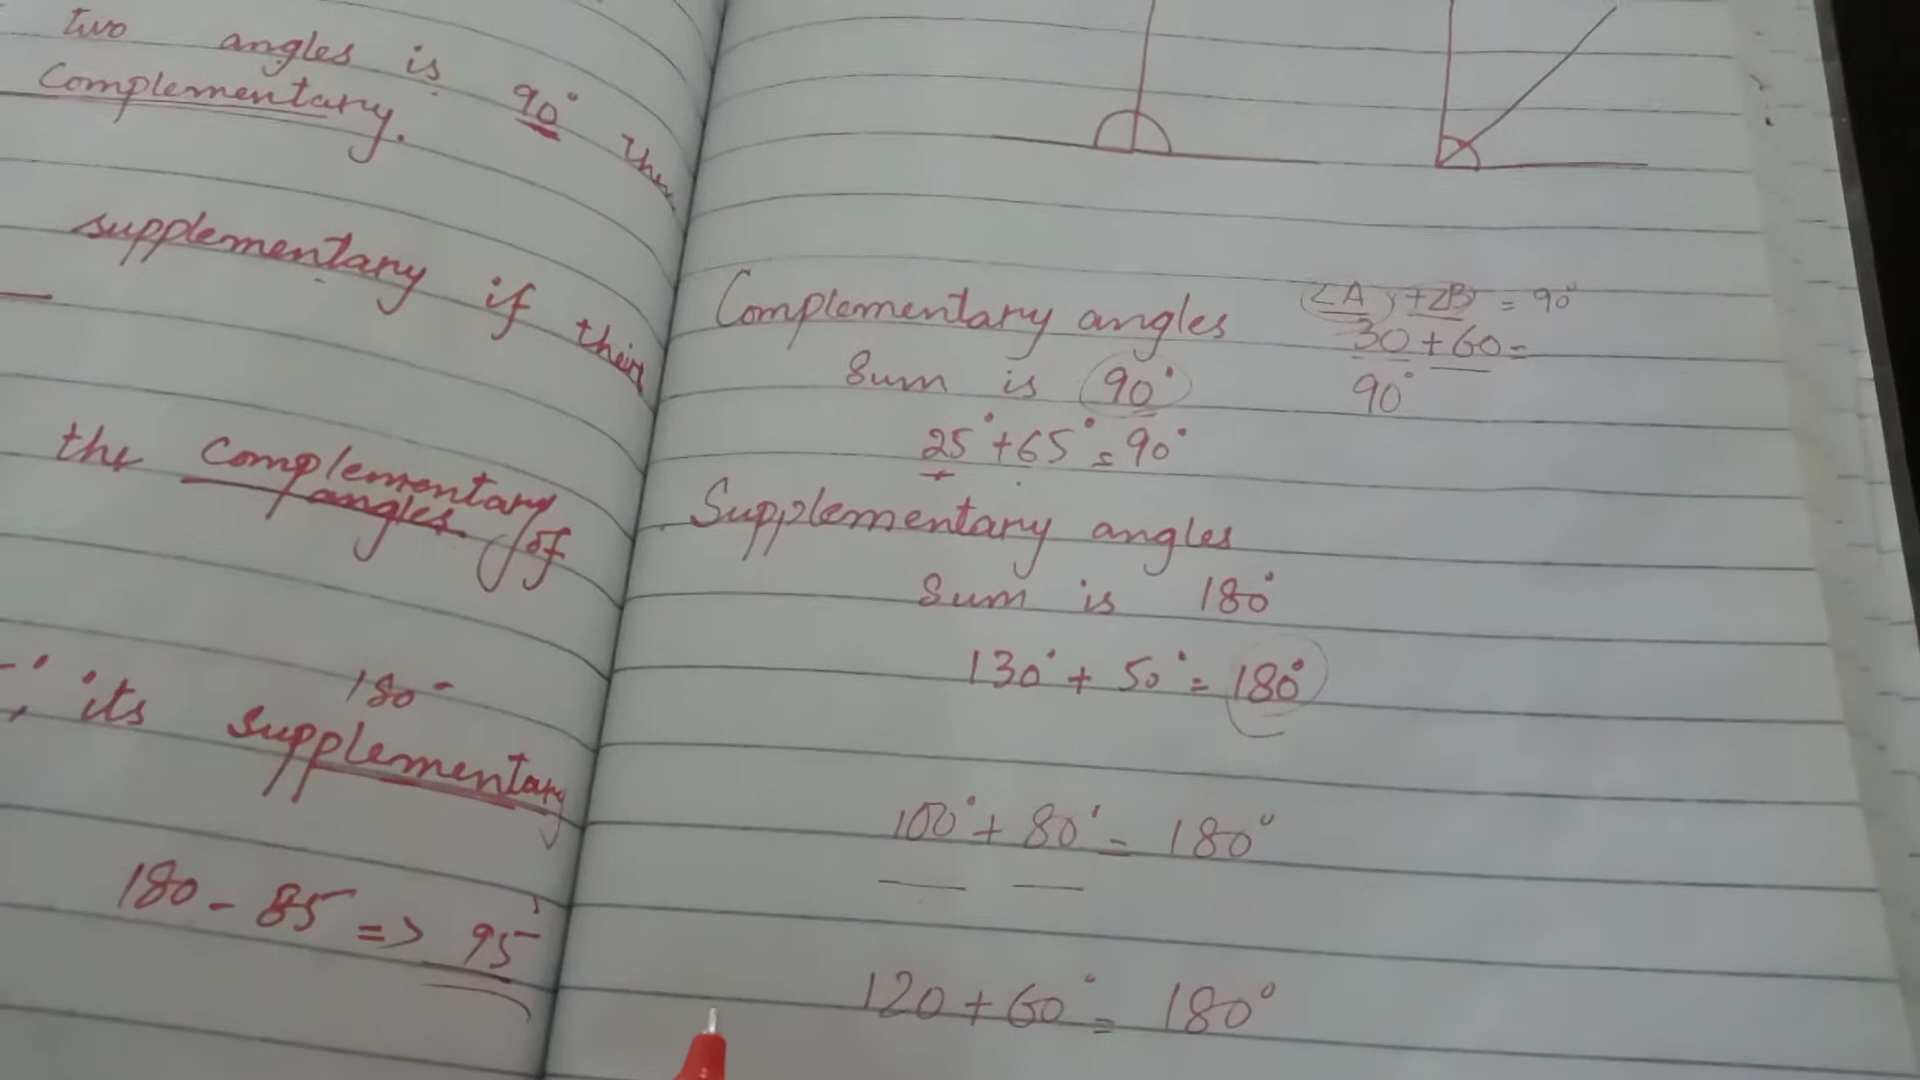 two angles is 90° then
Complementary.
supplementary if their
the complementary
angles of
180 -
its supplementary
180 - 85 => 95°
Complementary angles
∠A + ∠B = 90°
30 + 60 =
90°
Sum is 90°
25° + 65° = 90°
Supplementary angles
Sum is 180°
130° + 50° = 180°
100° + 80° = 180°
120 + 60° = 180°